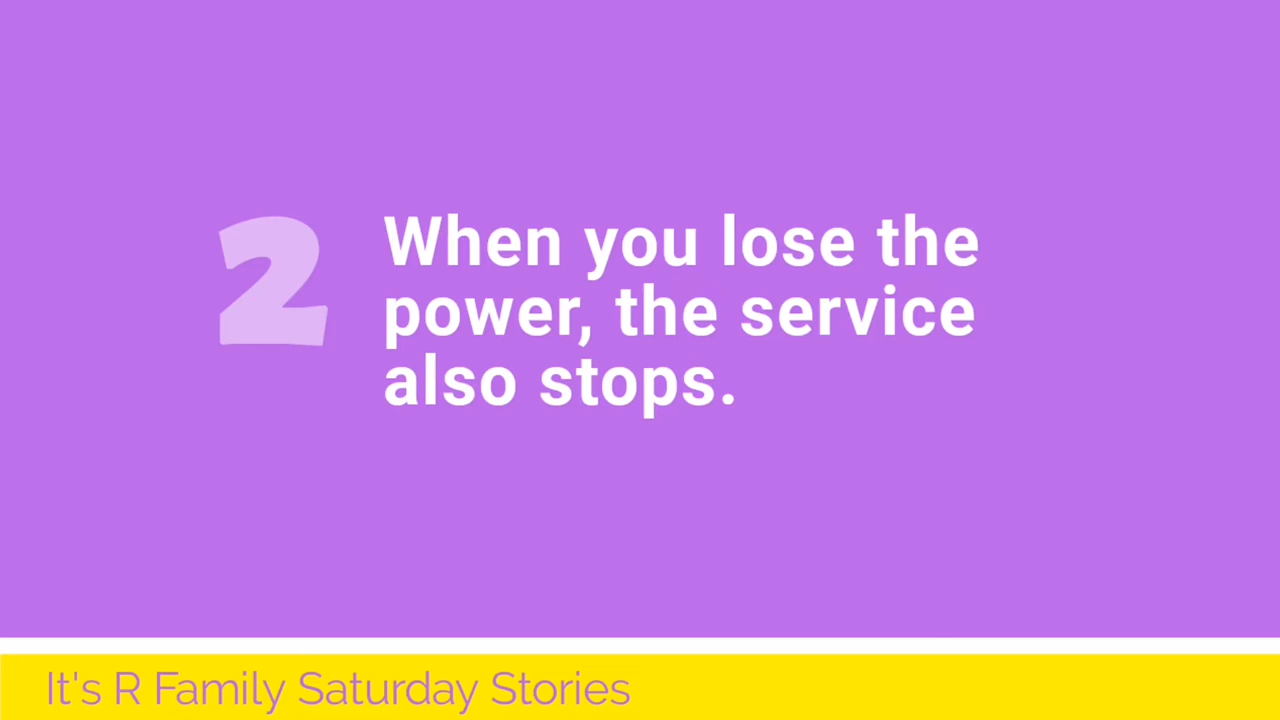 2
When you lose the
power, the service
also stops.
It's R Family Saturday Stories